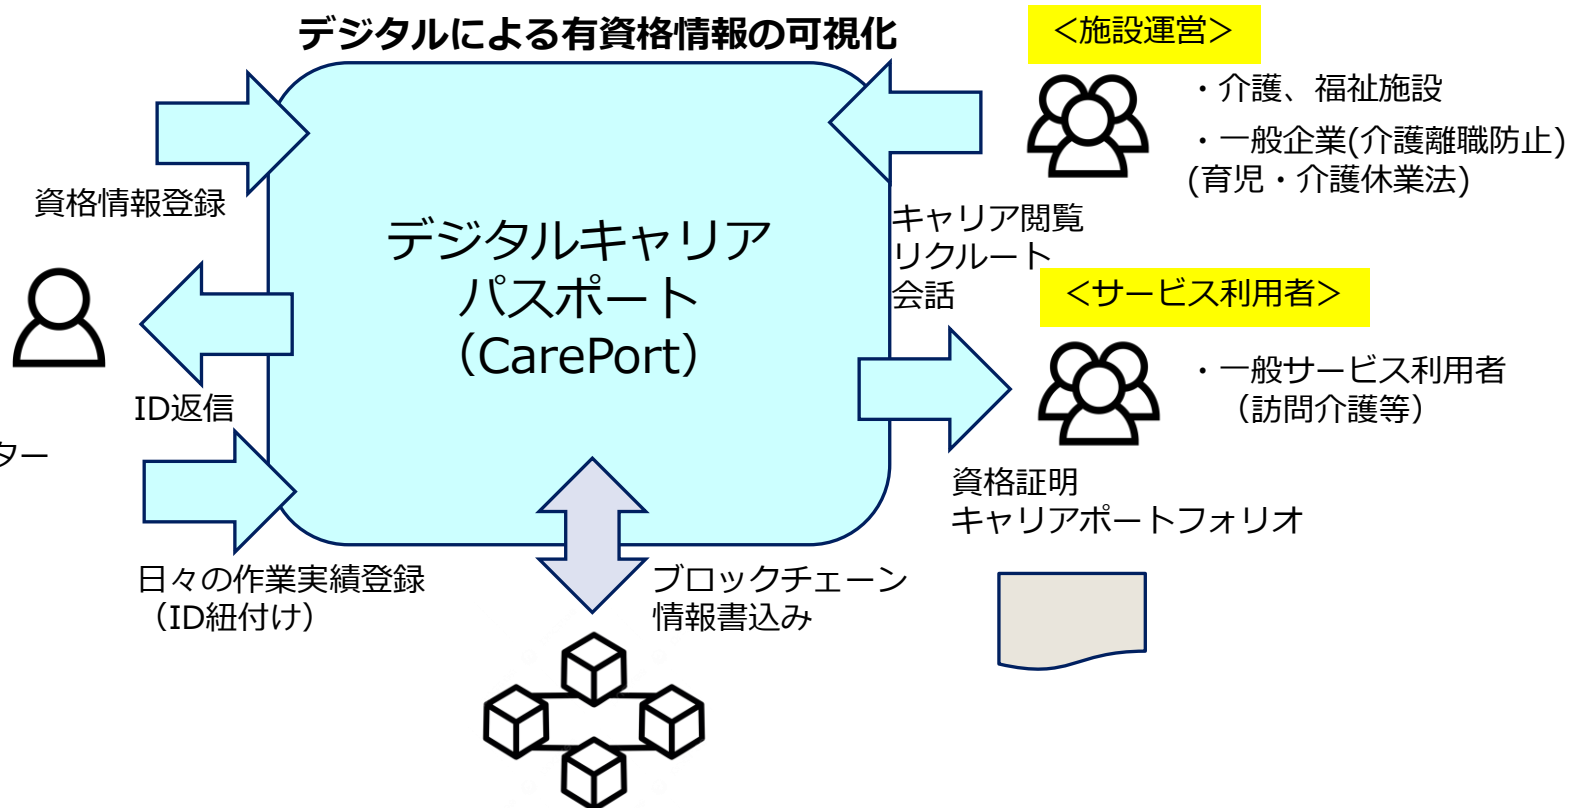 デジタルによる有資格情報の可視化
<施設運営>
・介護、福祉施設
・一般企業(介護離職防止)
(育児・介護休業法)
資格情報登録
デジタルキャリア
パスポート
（CarePort）
キャリア閲覧
リクルート
会話
<サービス利用者>
・一般サービス利用者
（訪問介護等）
ID返信
ター
資格証明
キャリアポートフォリオ
日々の作業実績登録
（ID紐付け）
ブロックチェーン
情報書込み